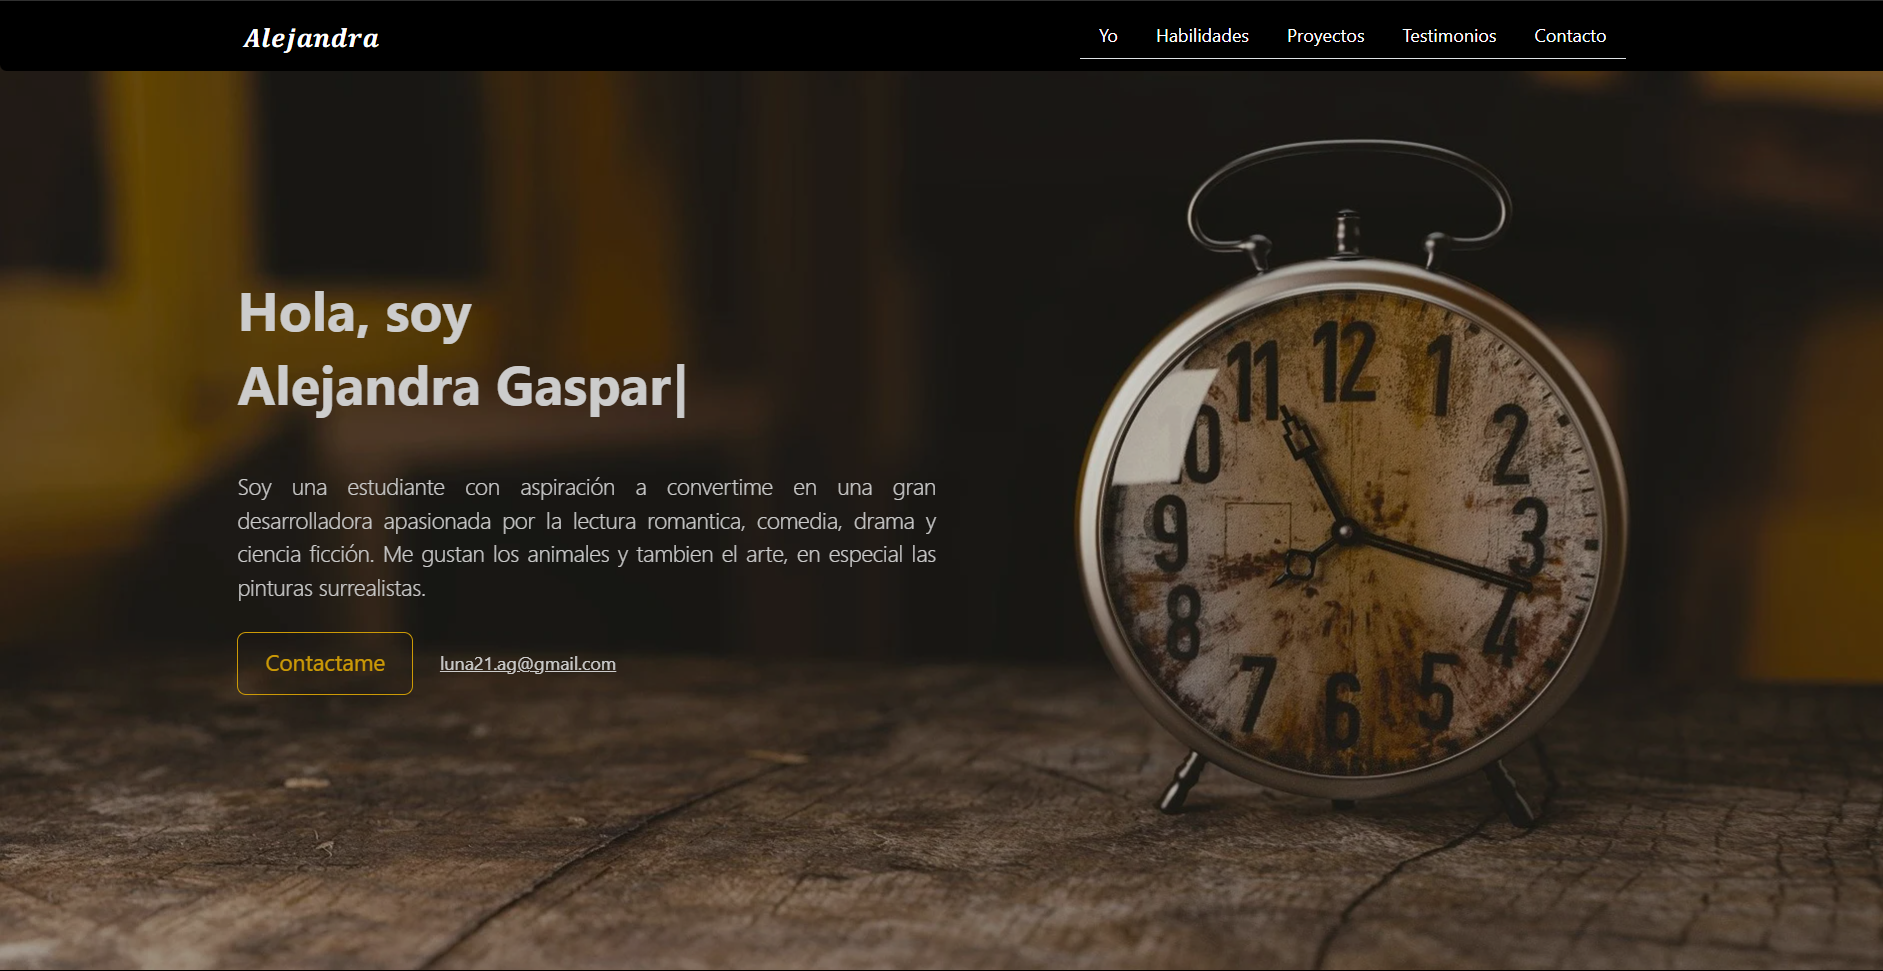 Alejandra
Yo Habilidades Proyectos Testimonios Contacto
Hola, soy
Alejandra Gaspar|
Soy una estudiante con aspiración a convertime en una gran
desarrolladora apasionada por la lectura romantica, comedia, drama y
ciencia ficción. Me gustan los animales y tambien el arte, en especial las
pinturas surrealistas.
Contactame luna21.ag@gmail.com
12
11 1
10 2
9 3
8 4
7 5
6